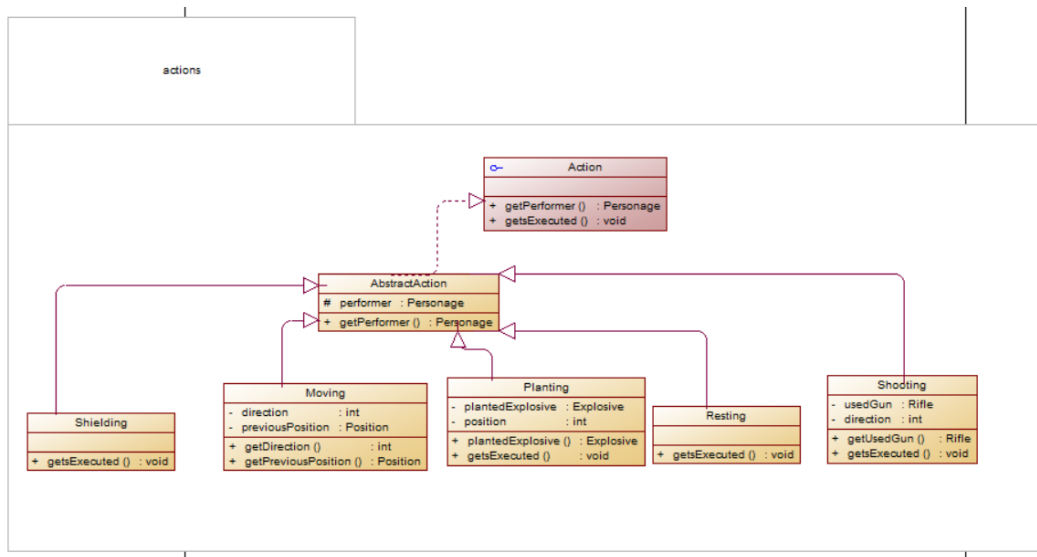 actions
Action
+ getPerformer () : Personage
+ getsExecuted () : void
AbstractAction
# performer : Personage
+ getPerformer () : Personage
Shielding
+ getsExecuted () : void
Moving
- direction : int
- previousPosition : Position
+ getDirection () : int
+ getPreviousPosition () : Position
Planting
- plantedExplosive : Explosive
- position : int
+ plantedExplosive () : Explosive
+ getsExecuted () : void
Resting
+ getsExecuted () : void
Shooting
- usedGun : Rifle
- direction : int
+ getUsedGun () : Rifle
+ getsExecuted () : void